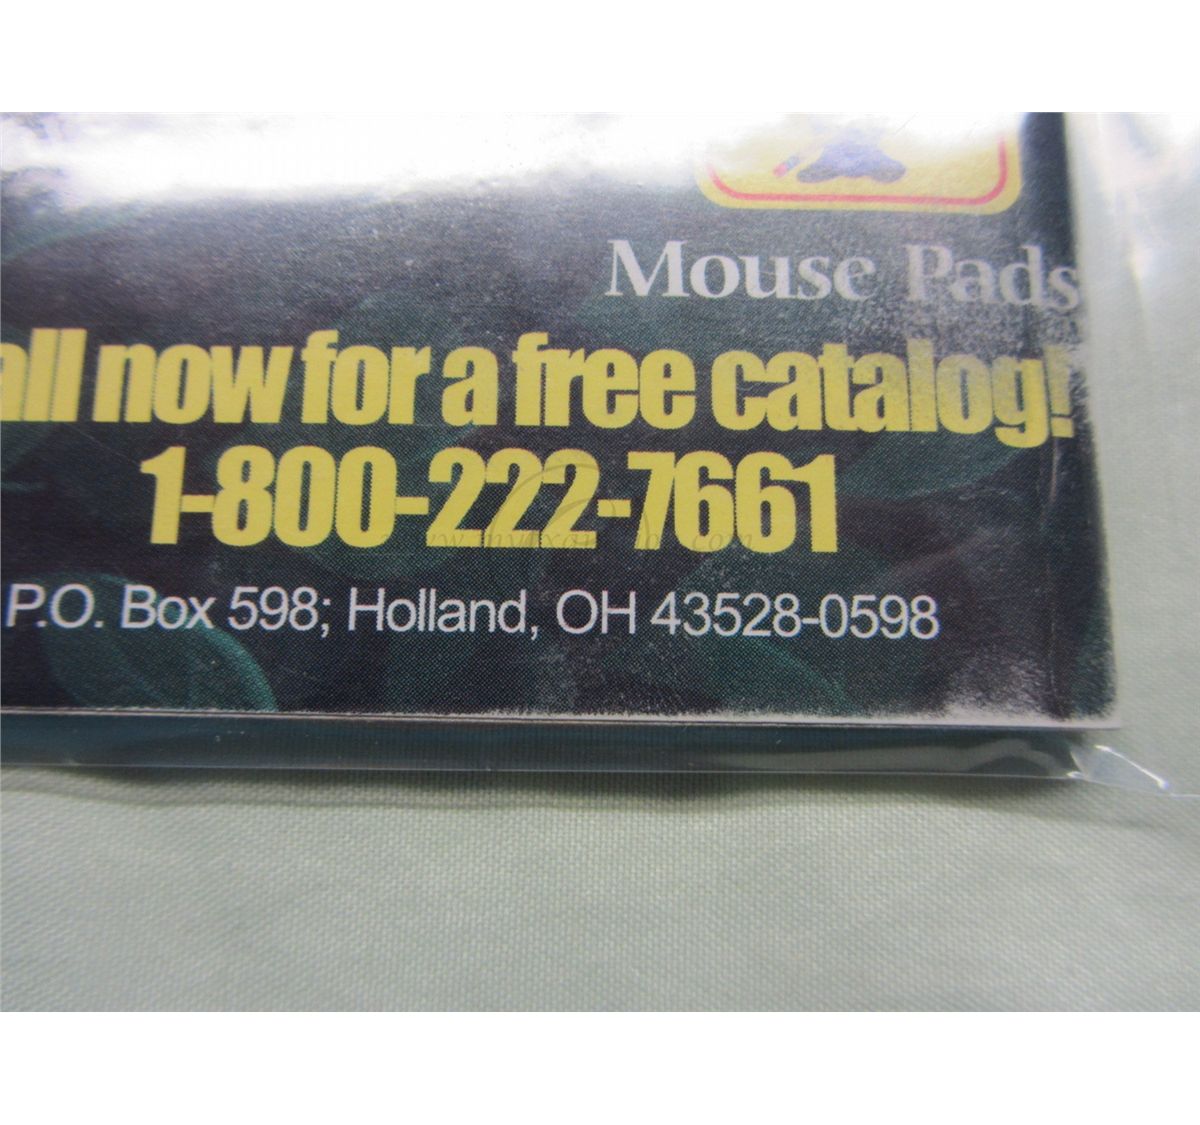 Mouse Pads
all now for a free catalog!
1-800-222-7661
P.O. Box 598; Holland, OH 43528-0598